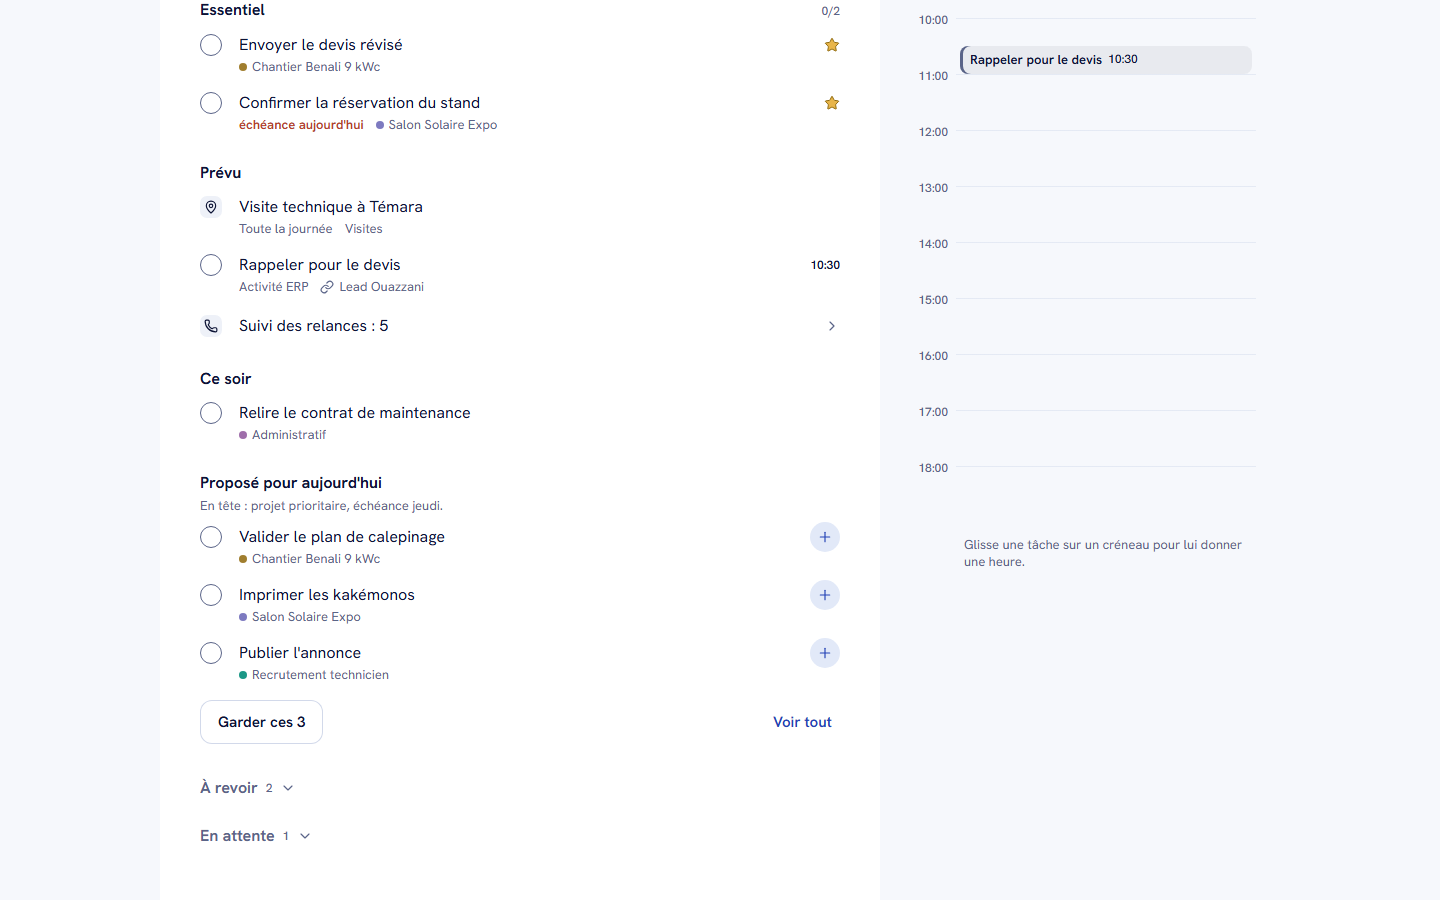 Essentiel
0/2
Envoyer le devis révisé
Chantier Benali 9 kWc
Confirmer la réservation du stand
échéance aujourd'hui Salon Solaire Expo
Prévu
Visite technique à Témara
Toute la journée Visites
Rappeler pour le devis
10:30
Activité ERP Lead Ouazzani
Suivi des relances : 5
Ce soir
Relire le contrat de maintenance
Administratif
Proposé pour aujourd'hui
En tête : projet prioritaire, échéance jeudi.
Valider le plan de calepinage
Chantier Benali 9 kWc
Imprimer les kakémonos
Salon Solaire Expo
Publier l'annonce
Recrutement technicien
Garder ces 3
Voir tout
À revoir 2
En attente 1
10:00
Rappeler pour le devis 10:30
11:00
12:00
13:00
14:00
15:00
16:00
17:00
18:00
Glisse une tâche sur un créneau pour lui donner
une heure.